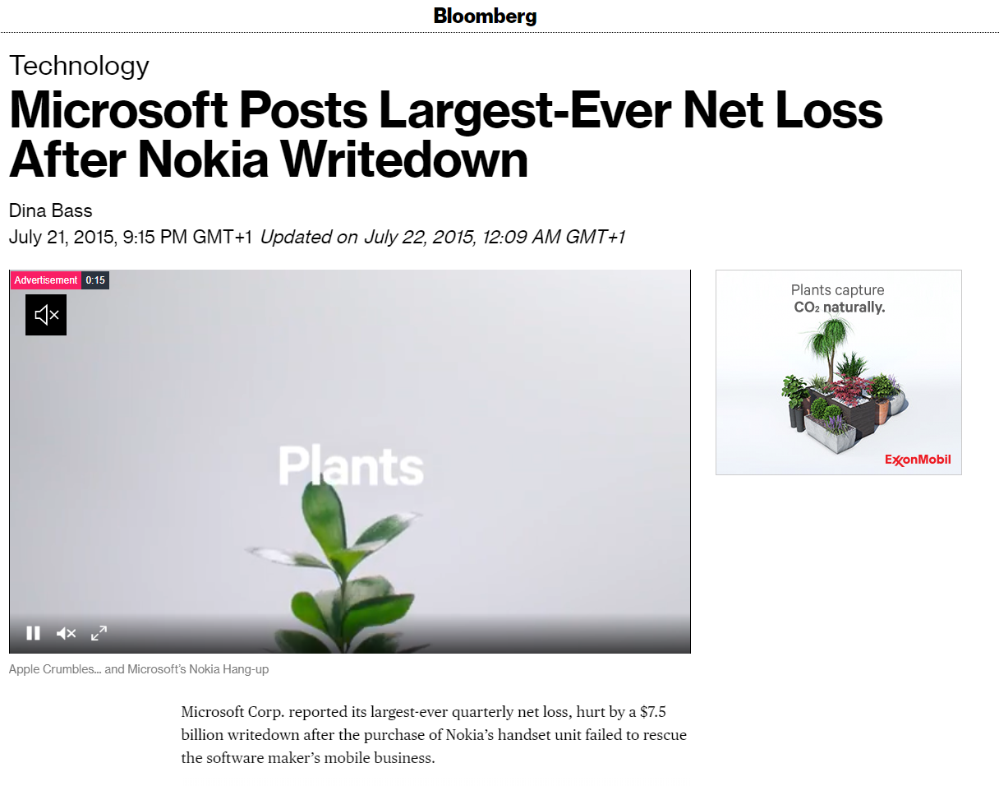 Bloomberg
Technology
Microsoft Posts Largest-Ever Net Loss
After Nokia Writedown
Dina Bass
July 21, 2015, 9:15 PM GMT+1 Updated on July 22, 2015, 12:09 AM GMT+1
Advertisement 0:15
Plants
Plants capture
CO₂ naturally.
ExxonMobil
Apple Crumbles... and Microsoft's Nokia Hang-up
Microsoft Corp. reported its largest-ever quarterly net loss, hurt by a $7.5
billion writedown after the purchase of Nokia’s handset unit failed to rescue
the software maker’s mobile business.